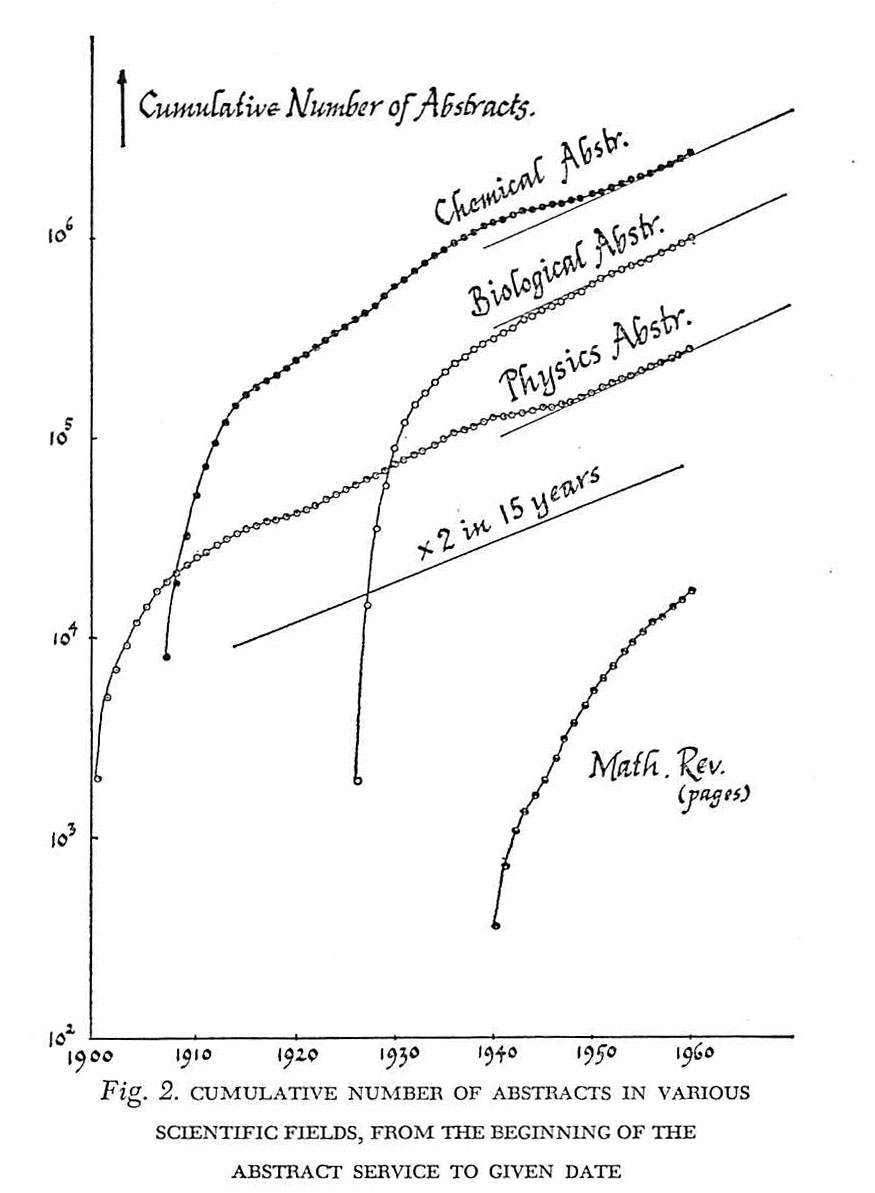 Cumulative Number of Abstracts.
Chemical Abstr.
10⁶
Biological Abstr.
Physics Abstr.
10⁵
×2 in 15 years
10⁴
Math. Rev.
(pages)
10³
10²
1900 1910 1920 1930 1940 1950 1960
Fig. 2. CUMULATIVE NUMBER OF ABSTRACTS IN VARIOUS
SCIENTIFIC FIELDS, FROM THE BEGINNING OF THE
ABSTRACT SERVICE TO GIVEN DATE